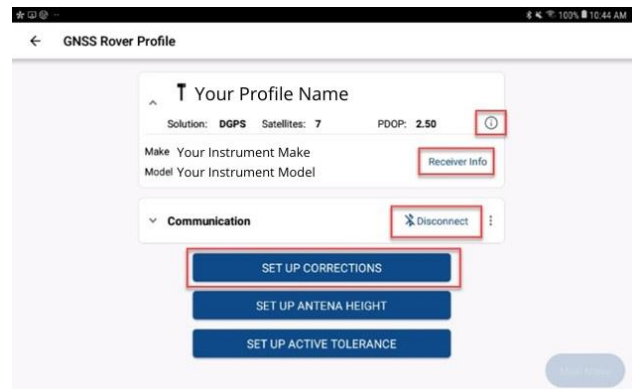 100% 10:44 AM
GNSS Rover Profile
Your Profile Name
Solution: DGPS Satellites: 7 PDOP: 2.50
Make Your Instrument Make
Receiver Info
Model Your Instrument Model
Communication Disconnect
SET UP CORRECTIONS
SET UP ANTENA HEIGHT
SET UP ACTIVE TOLERANCE